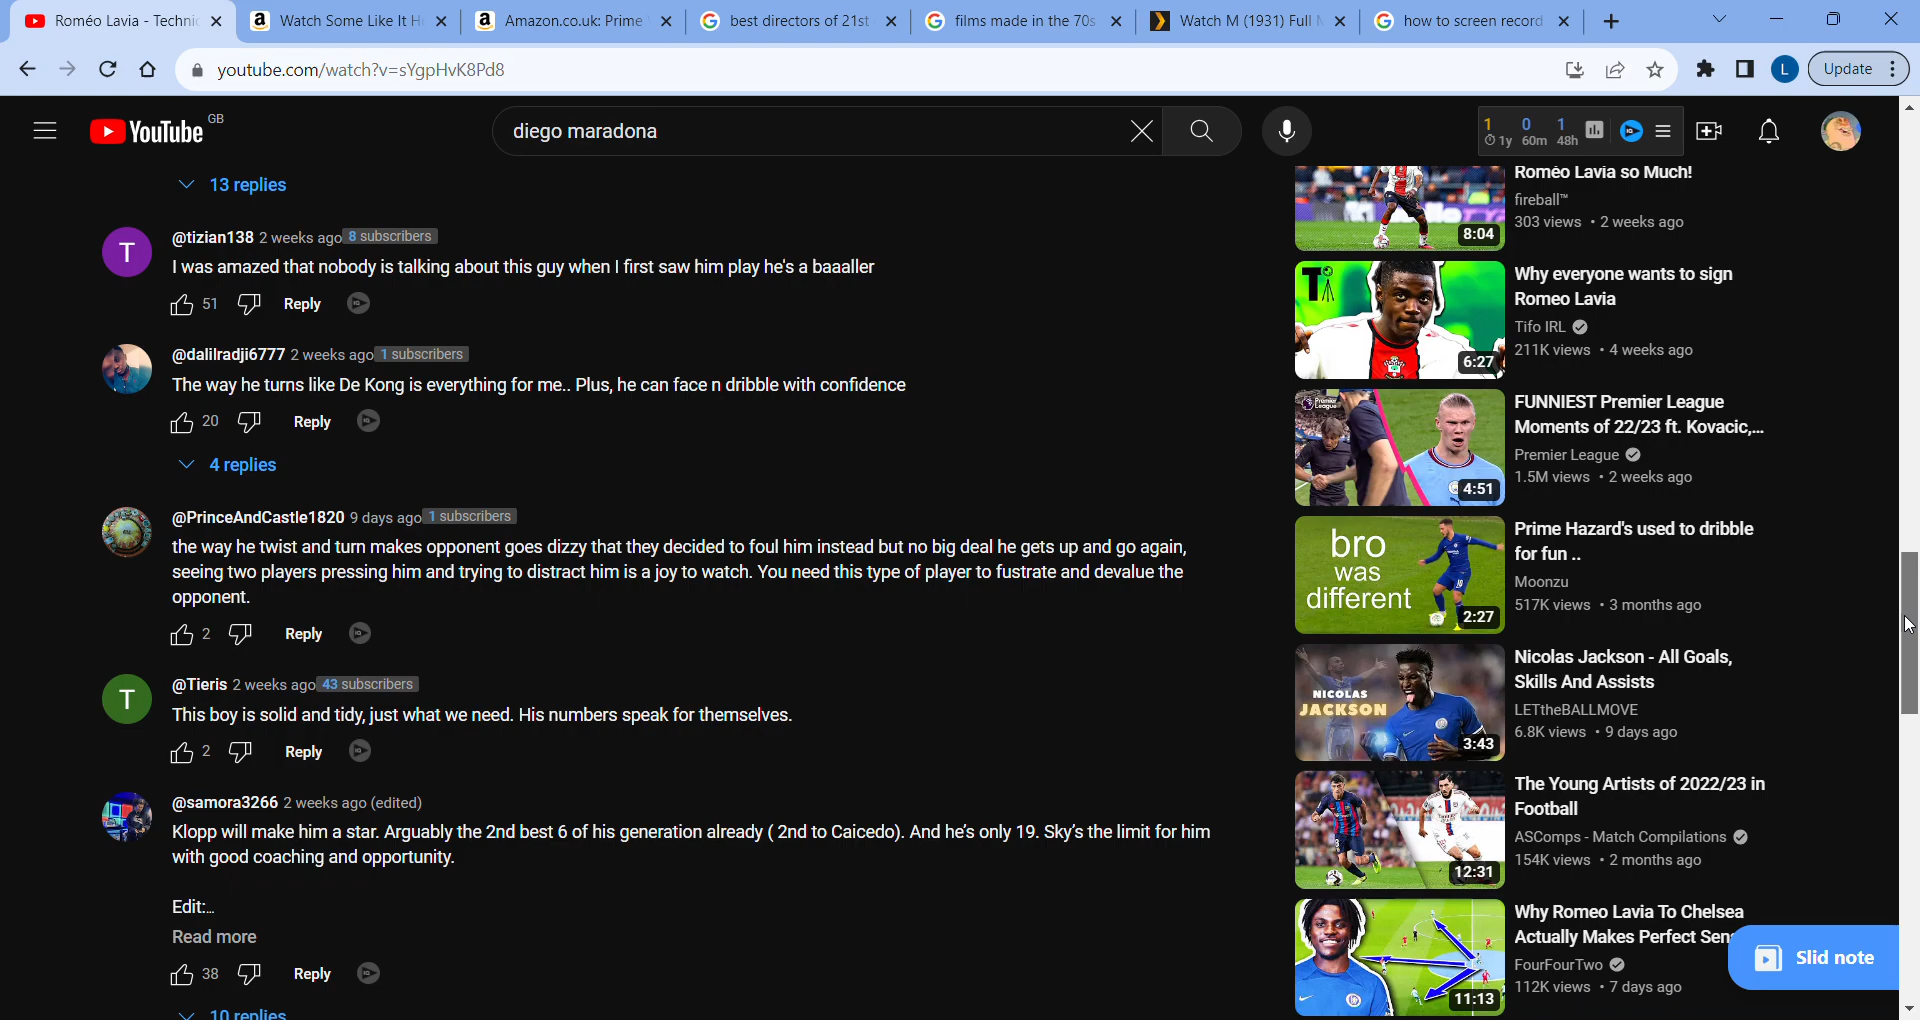 Roméo Lavia - Technic
Watch Some Like It H
Amazon.co.uk: Prime
best directors of 21st
films made in the 70s
Watch M (1931) Full
how to screen record
youtube.com/watch?v=sYgpHvK8Pd8
L
Update
YouTube GB
diego maradona
1 0 1
1y 60m 48h
13 replies
T
@tizian138 2 weeks ago 8 subscribers
I was amazed that nobody is talking about this guy when I first saw him play he's a baaaller
51 Reply
@dalilradji6777 2 weeks ago 1 subscribers
The way he turns like De Kong is everything for me.. Plus, he can face n dribble with confidence
20 Reply
4 replies
@PrinceAndCastle1820 9 days ago 1 subscribers
the way he twist and turn makes opponent goes dizzy that they decided to foul him instead but no big deal he gets up and go again,
seeing two players pressing him and trying to distract him is a joy to watch. You need this type of player to fustrate and devalue the
opponent.
2 Reply
T
@Tieris 2 weeks ago 43 subscribers
This boy is solid and tidy, just what we need. His numbers speak for themselves.
2 Reply
@samora3266 2 weeks ago (edited)
Klopp will make him a star. Arguably the 2nd best 6 of his generation already ( 2nd to Caicedo). And he's only 19. Sky's the limit for him
with good coaching and opportunity.
Edit:...
Read more
38 Reply
10 replies
8:04
Roméo Lavia so Much!
fireball™
303 views • 2 weeks ago
6:27
Why everyone wants to sign
Romeo Lavia
Tifo IRL
211K views • 4 weeks ago
Premier
League
4:51
FUNNIEST Premier League
Moments of 22/23 ft. Kovacic,...
Premier League
1.5M views • 2 weeks ago
bro
was
different
2:27
Prime Hazard's used to dribble
for fun ..
Moonzu
517K views • 3 months ago
NICOLAS
JACKSON
3:43
Nicolas Jackson - All Goals,
Skills And Assists
LETtheBALLMOVE
6.8K views • 9 days ago
12:31
The Young Artists of 2022/23 in
Football
ASComps - Match Compilations
154K views • 2 months ago
11:13
Why Romeo Lavia To Chelsea
Actually Makes Perfect Sen
FourFourTwo
112K views • 7 days ago
Slid note